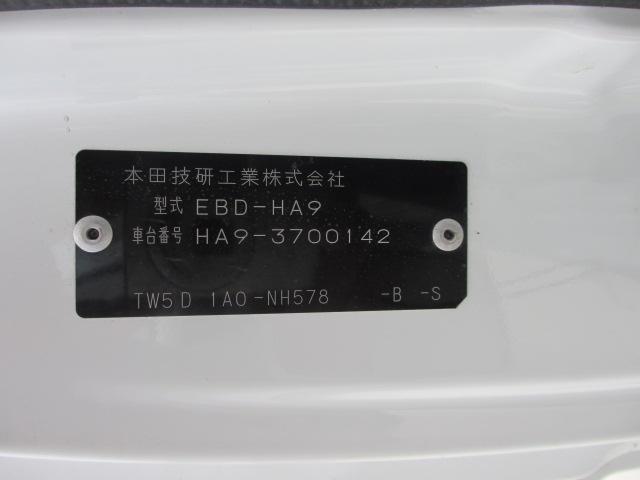 本田技研工業株式会社
型式 EBD-HA9
車台番号 HA9-3700142
TW5D 1A0-NH578 -B -S